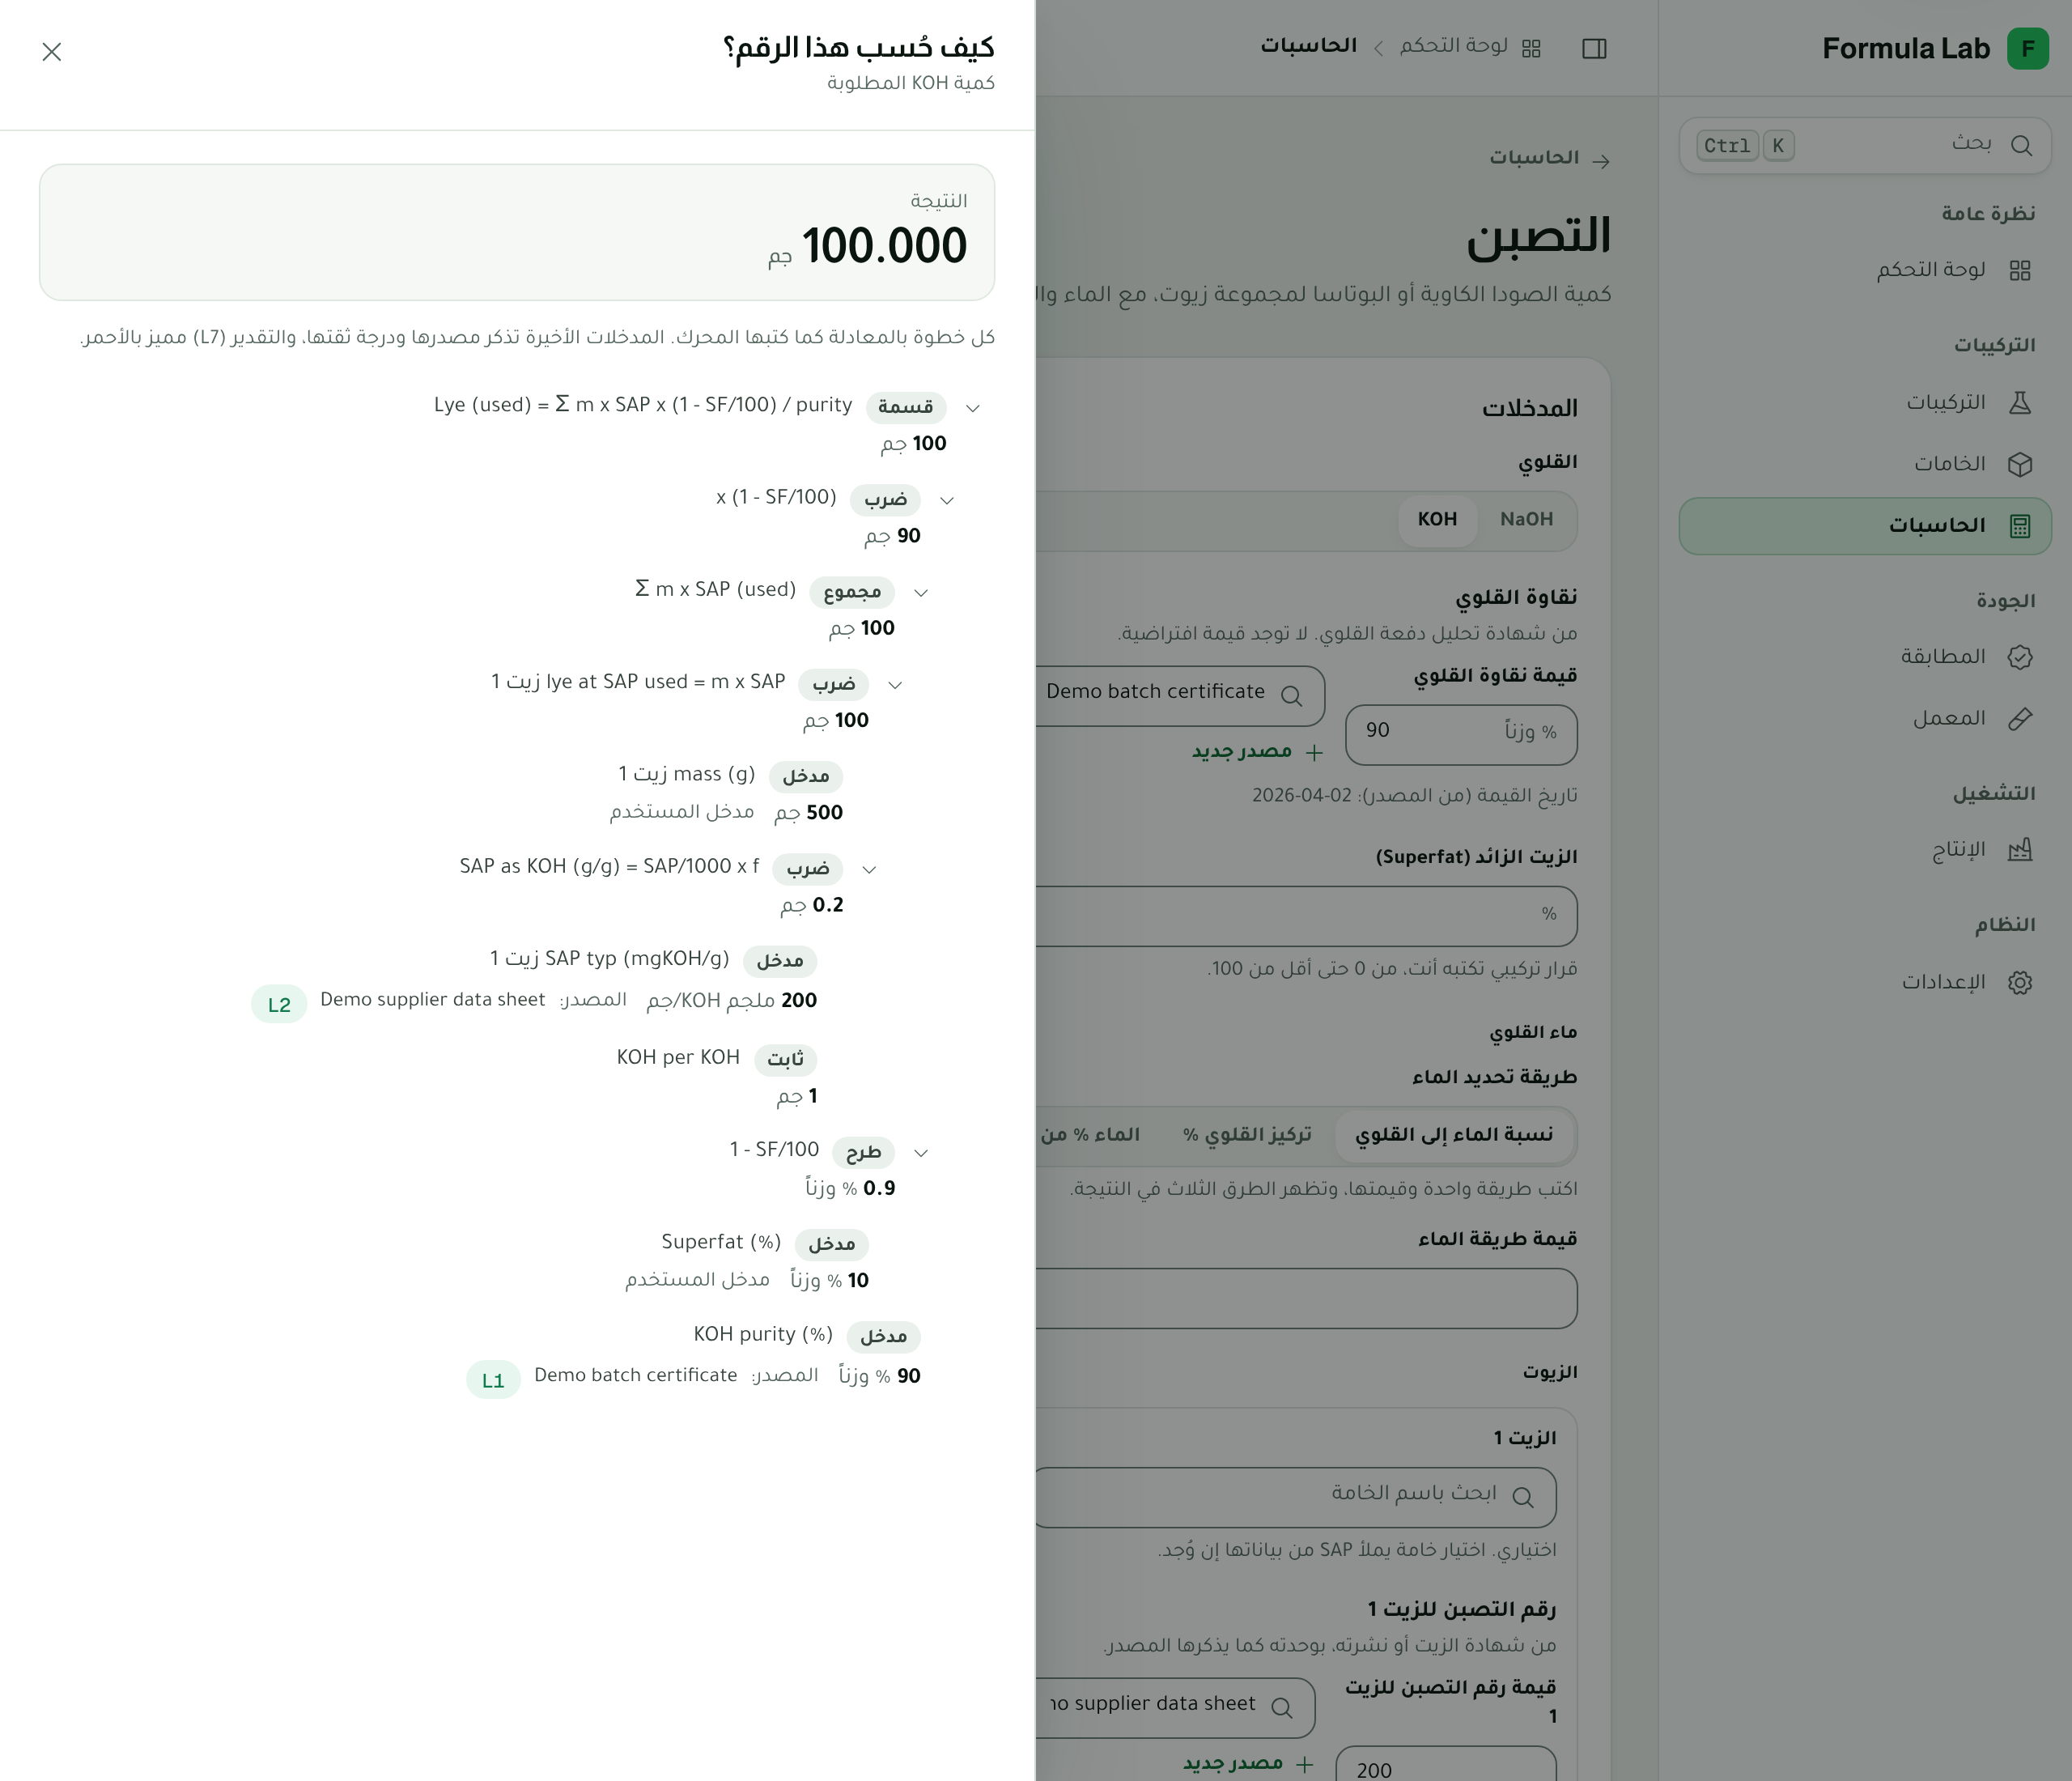 Formula Lab
F
بحث
Ctrl K
نظرة عامة
لوحة التحكم
التركيبات
التركيبات
الخامات
الحاسبات
الجودة
المطابقة
المعمل
التشغيل
الإنتاج
النظام
الإعدادات
لوحة التحكم
الحاسبات
الحاسبات
التصبن
كمية الصودا الكاوية أو البوتاسا لمجموعة زيوت، مع الماء
المدخلات
القلوي
NaOH KOH
نقاوة القلوي
من شهادة تحليل دفعة القلوي. لا توجد قيمة افتراضية.
قيمة نقاوة القلوي
90 % وزناً
Demo batch certificate
مصدر جديد
تاريخ القيمة (من المصدر): 2026-04-02
الزيت الزائد (Superfat)
%
قرار تركيبي تكتبه أنت، من 0 حتى أقل من 100.
ماء القلوي
طريقة تحديد الماء
نسبة الماء إلى القلوي
تركيز القلوي %
الماء % من
اكتب طريقة واحدة وقيمتها، وتظهر الطرق الثلاث في النتيجة.
قيمة طريقة الماء
الزيوت
الزيت 1
ابحث باسم الخامة
اختياري. اختيار خامة يملأ SAP من بياناتها إن وُجد.
رقم التصبن للزيت 1
من شهادة الزيت أو نشرته، بوحدته كما يذكرها المصدر.
قيمة رقم التصبن للزيت
1
200
supplier data sheet
مصدر جديد
كيف حُسب هذا الرقم؟
كمية KOH المطلوبة
النتيجة
100.000 جم
كل خطوة بالمعادلة كما كتبها المحرك. المدخلات الأخيرة تذكر مصدرها ودرجة ثقتها، والتقدير (L7) مميز بالأحمر.
قسمة Lye (used) = Σ m x SAP x (1 - SF/100) / purity
100 جم
ضرب x (1 - SF/100)
90 جم
مجموع Σ m x SAP (used)
100 جم
ضرب زيت 1 lye at SAP used = m x SAP
100 جم
مدخل زيت 1 mass (g)
500 جم مدخل المستخدم
ضرب SAP as KOH (g/g) = SAP/1000 x f
0.2 جم
مدخل زيت 1 SAP typ (mgKOH/g)
200 ملجم KOH/جم المصدر: Demo supplier data sheet L2
ثابت KOH per KOH
1 جم
طرح 1 - SF/100
0.9 % وزناً
مدخل Superfat (%)
10 % وزناً مدخل المستخدم
مدخل KOH purity (%)
90 % وزناً المصدر: Demo batch certificate L1